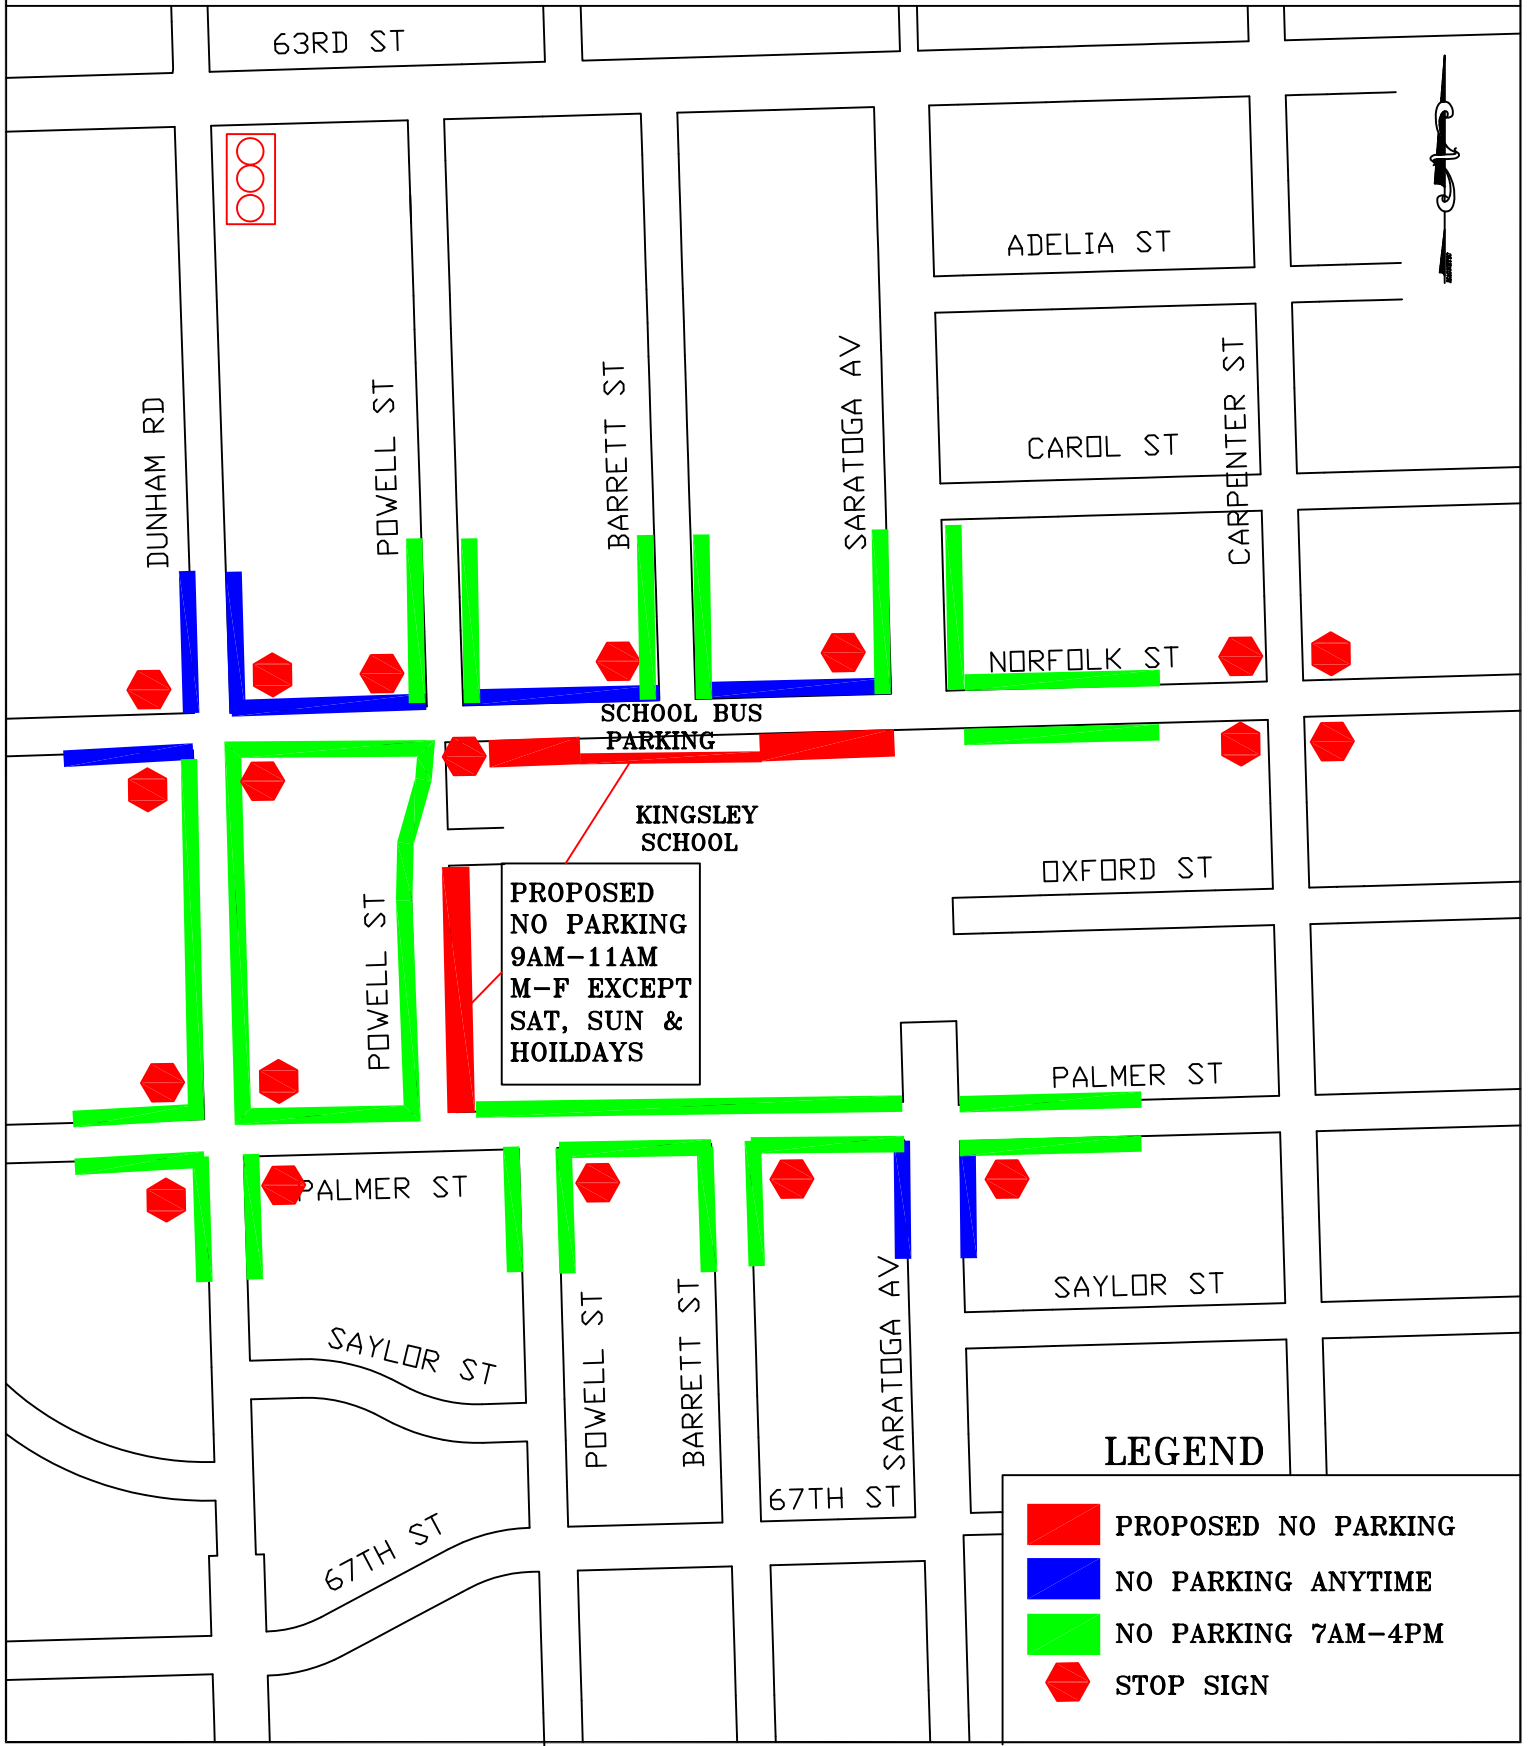 63RD ST
ADELIA ST
DUNHAM RD
POWELL ST
BARRETT ST
SARATOGA AV
CAROL ST
CARPENTER ST
NORFOLK ST
SCHOOL BUS
PARKING
KINGSLEY
SCHOOL
OXFORD ST
PROPOSED
NO PARKING
9AM-11AM
M-F EXCEPT
SAT, SUN &
HOILDAYS
POWELL ST
PALMER ST
PALMER ST
SAYLOR ST
SAYLOR ST
POWELL ST
BARRETT ST
SARATOGA AV
67TH ST
67TH ST
LEGEND
PROPOSED NO PARKING
NO PARKING ANYTIME
NO PARKING 7AM-4PM
STOP SIGN